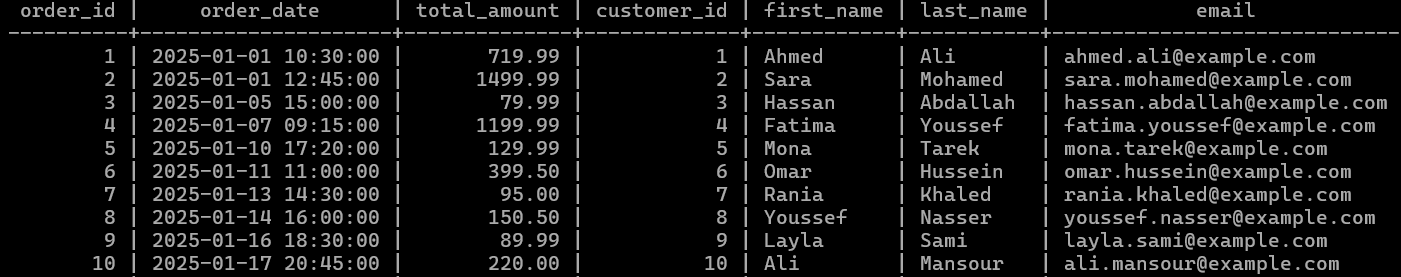 order_id | order_date | total_amount | customer_id | first_name | last_name | email
----------+---------------------+--------------+-------------+------------+-----------+-----------------------------
1 | 2025-01-01 10:30:00 | 719.99 | 1 | Ahmed | Ali | ahmed.ali@example.com
2 | 2025-01-01 12:45:00 | 1499.99 | 2 | Sara | Mohamed | sara.mohamed@example.com
3 | 2025-01-05 15:00:00 | 79.99 | 3 | Hassan | Abdallah | hassan.abdallah@example.com
4 | 2025-01-07 09:15:00 | 1199.99 | 4 | Fatima | Youssef | fatima.youssef@example.com
5 | 2025-01-10 17:20:00 | 129.99 | 5 | Mona | Tarek | mona.tarek@example.com
6 | 2025-01-11 11:00:00 | 399.50 | 6 | Omar | Hussein | omar.hussein@example.com
7 | 2025-01-13 14:30:00 | 95.00 | 7 | Rania | Khaled | rania.khaled@example.com
8 | 2025-01-14 16:00:00 | 150.50 | 8 | Youssef | Nasser | youssef.nasser@example.com
9 | 2025-01-16 18:30:00 | 89.99 | 9 | Layla | Sami | layla.sami@example.com
10 | 2025-01-17 20:45:00 | 220.00 | 10 | Ali | Mansour | ali.mansour@example.com